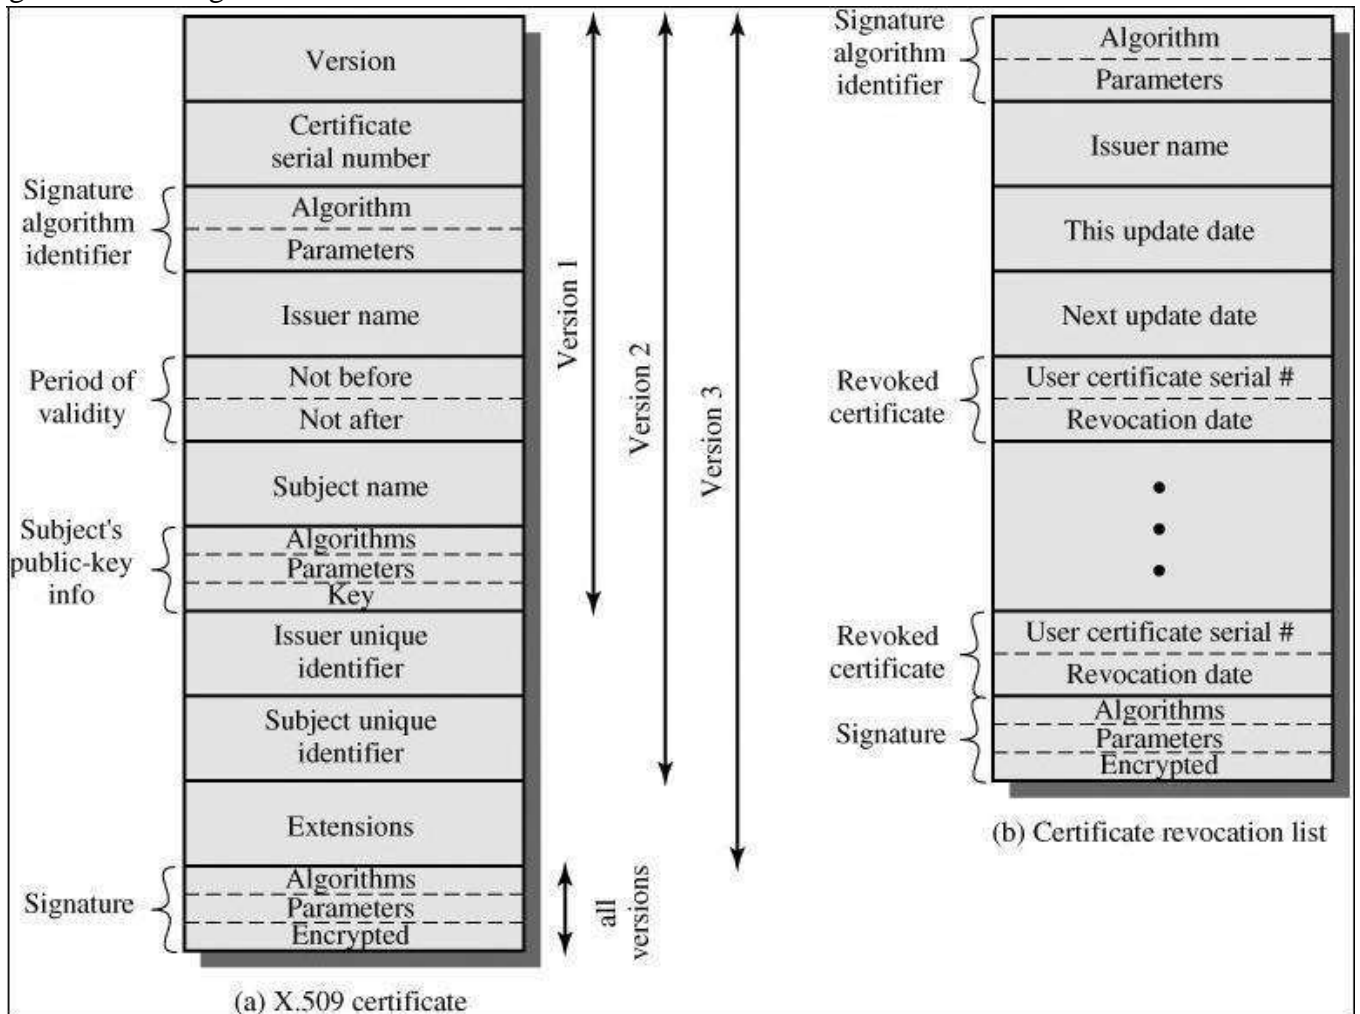 Version
Certificate
serial number
Signature
algorithm
identifier
Algorithm
Parameters
Issuer name
Period of
validity
Not before
Not after
Subject name
Subject's
public-key
info
Algorithms
Parameters
Key
Issuer unique
identifier
Subject unique
identifier
Extensions
Signature
Algorithms
Parameters
Encrypted
Version 1
Version 2
Version 3
all
versions
(a) X.509 certificate
Signature
algorithm
identifier
Algorithm
Parameters
Issuer name
This update date
Next update date
Revoked
certificate
User certificate serial #
Revocation date
Revoked
certificate
User certificate serial #
Revocation date
Signature
Algorithms
Parameters
Encrypted
(b) Certificate revocation list